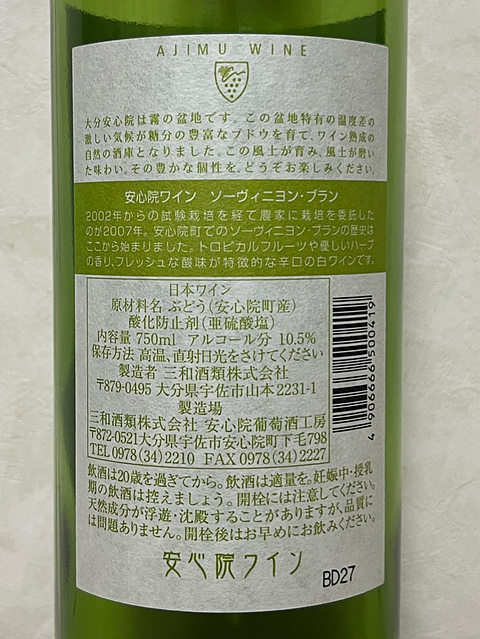 AJIMU WINE
大分安心院は霧の盆地です。この盆地特有の温度差の
激しい気候が糖分の豊富なブドウを育て、ワイン熟成の
自然の酒庫となりました。この風土が育み、風土が磨い
た味わい。その豊かな個性を、どうぞお楽しみください。
安心院ワイン ソーヴィニヨン・ブラン
2002年からの試験栽培を経て農家に栽培を委託した
のが2007年。安心院町でのソーヴィニヨン・ブランの歴史は
ここから始まりました。トロピカルフルーツや優しいハーブ
の香り、フレッシュな酸味が特徴的な辛口の白ワインです。
日本ワイン
原材料名 ぶどう(安心院町産)
酸化防止剤(亜硫酸塩)
内容量 750ml アルコール分 10.5%
保存方法 高温、直射日光をさけてください
製造者 三和酒類株式会社
〒879-0495 大分県宇佐市山本2231-1
製造場
三和酒類株式会社 安心院葡萄酒工房
〒872-0521大分県宇佐市安心院町下毛798
TEL 0978(34)2210 FAX 0978(34)2227
4 906666 500419
飲酒は20歳を過ぎてから。飲酒は適量を。妊娠中・授乳
期の飲酒は控えましょう。開栓には注意してください。
天然成分が浮遊・沈殿することがありますが、品質に
は問題ありません。開栓後はお早めにお飲みください。
安心院ワイン
BD27